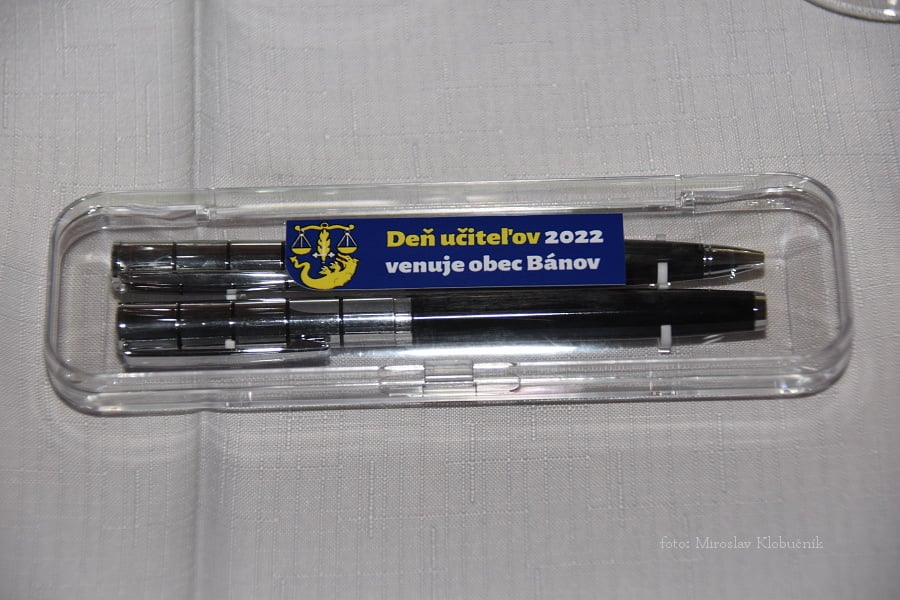 Deň učiteľov 2022
venuje obec Bánov
foto: Miroslav Klobučník